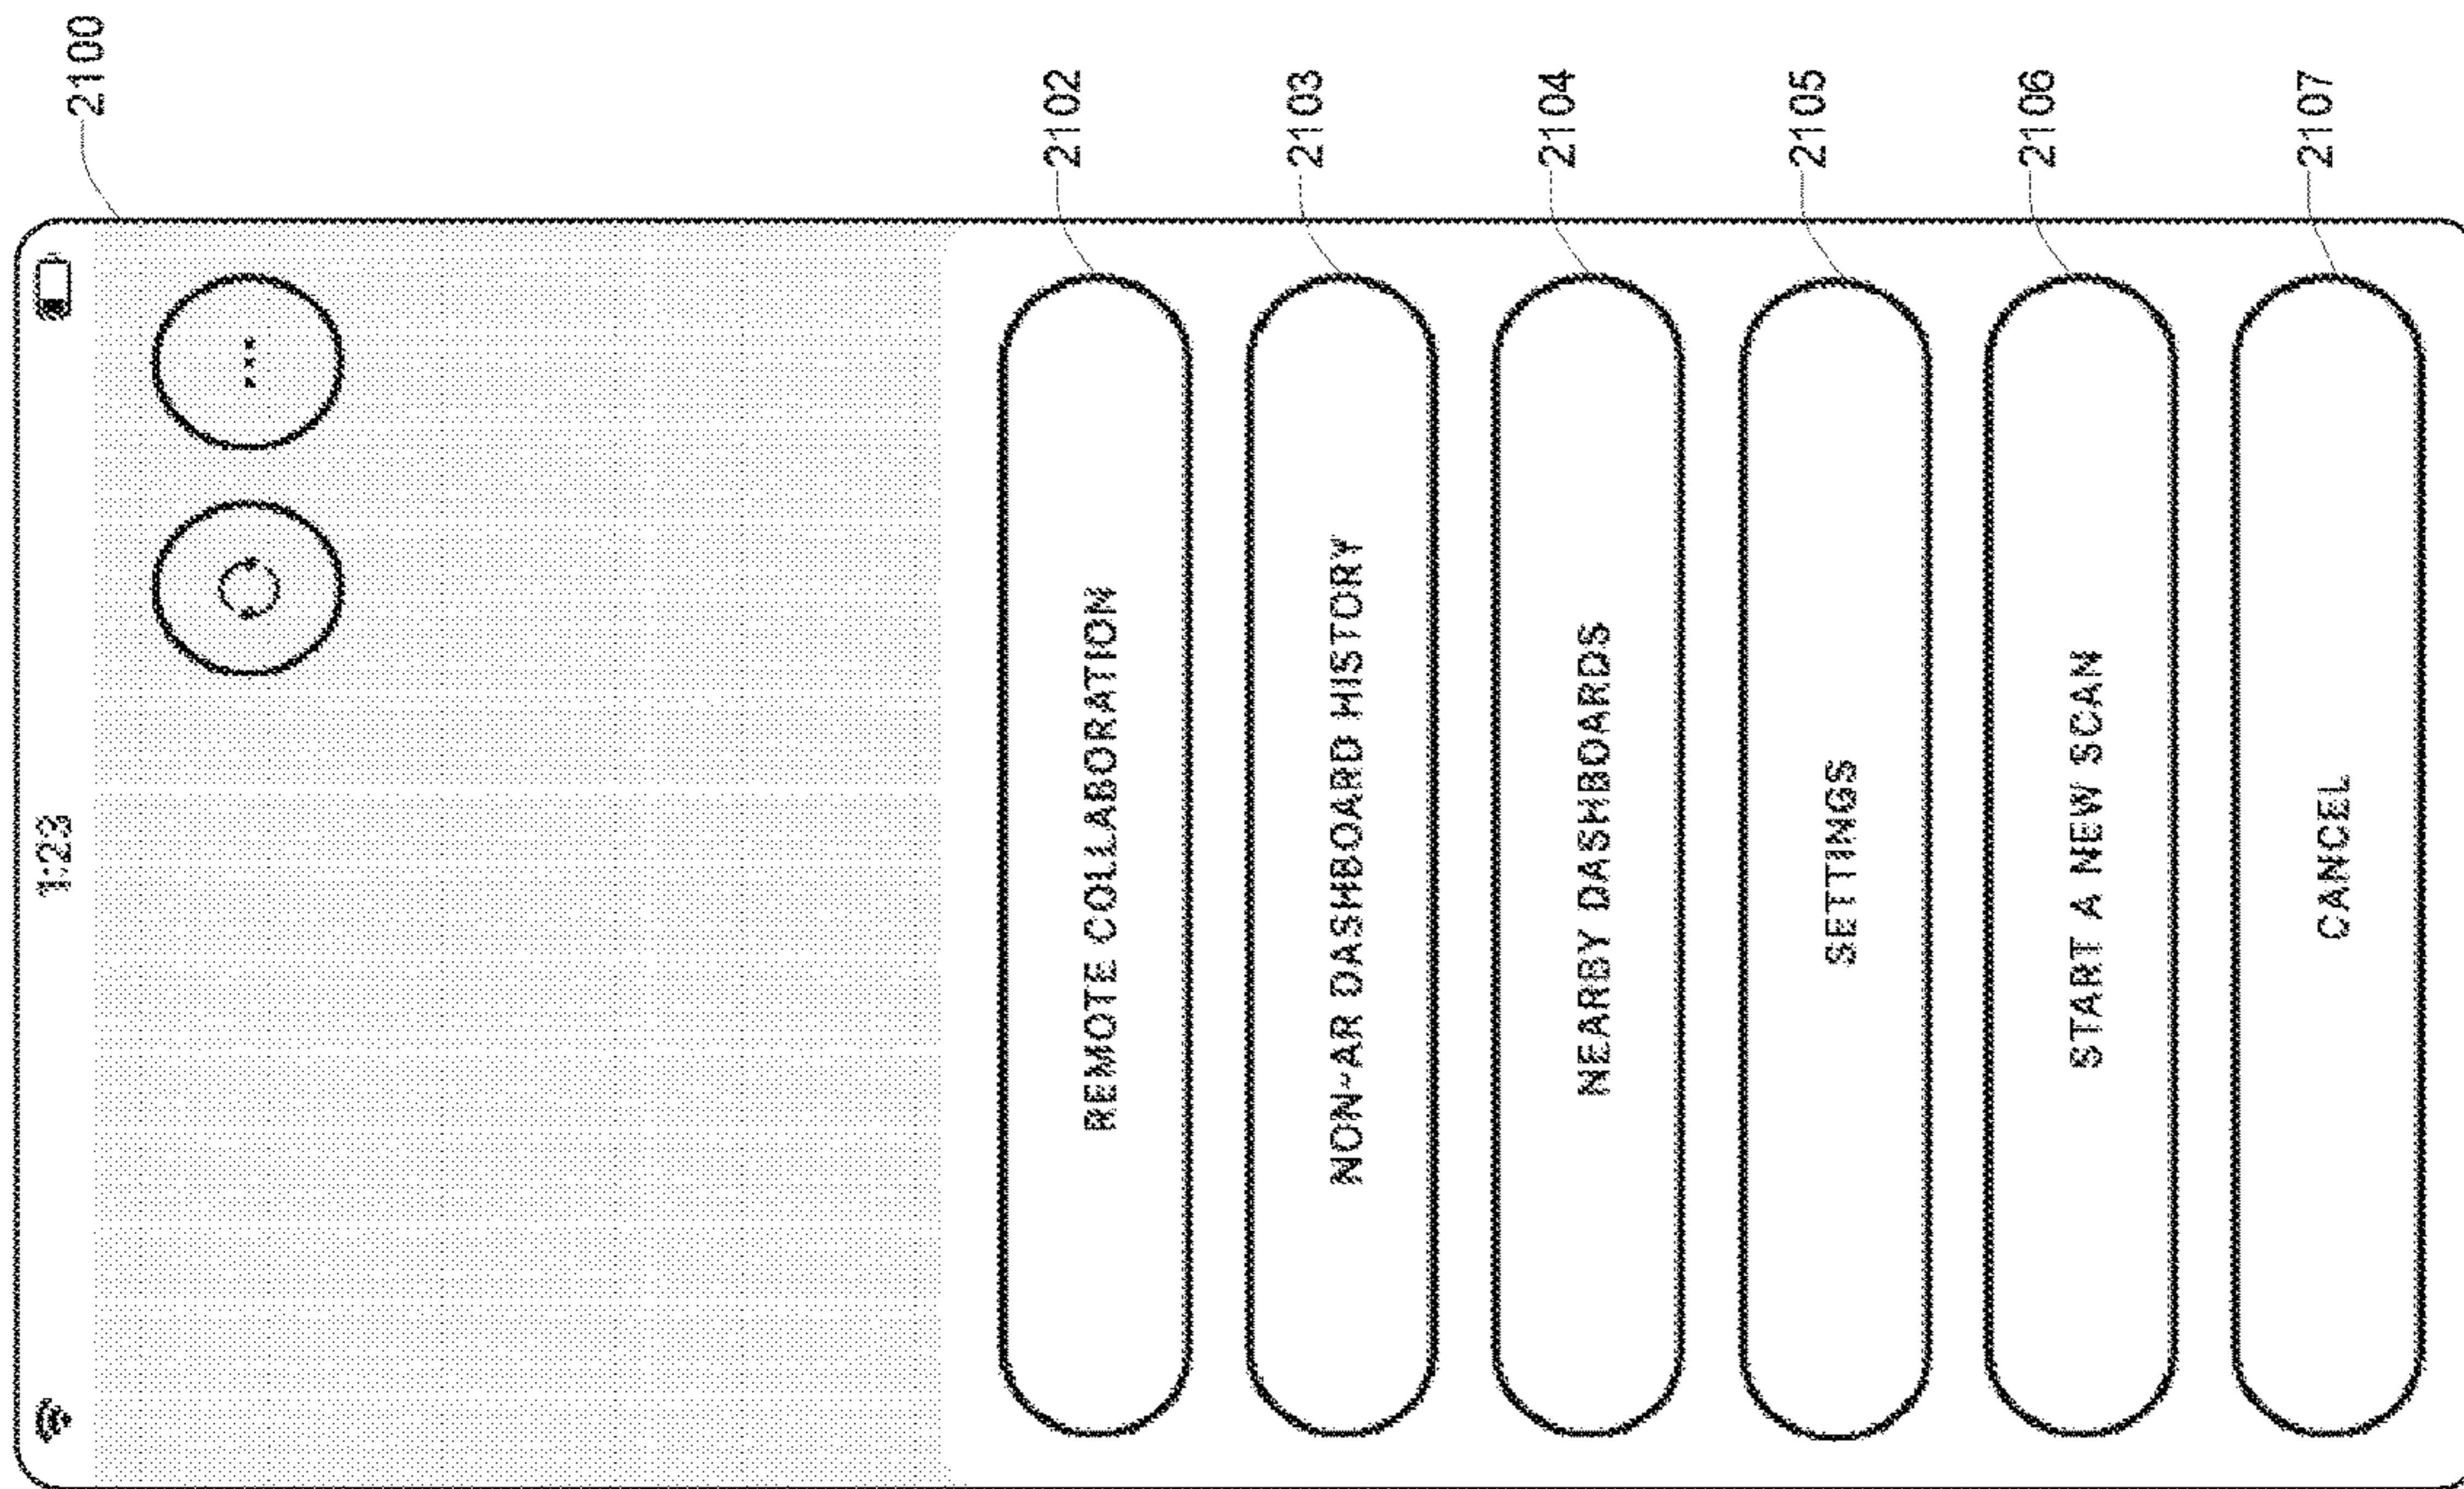 2100
1:23
...
REMOTE COLLABORATION
2102
NON-AR DASHBOARD HISTORY
2103
NEARBY DASHBOARDS
2104
SETTINGS
2105
START A NEW SCAN
2106
CANCEL
2107